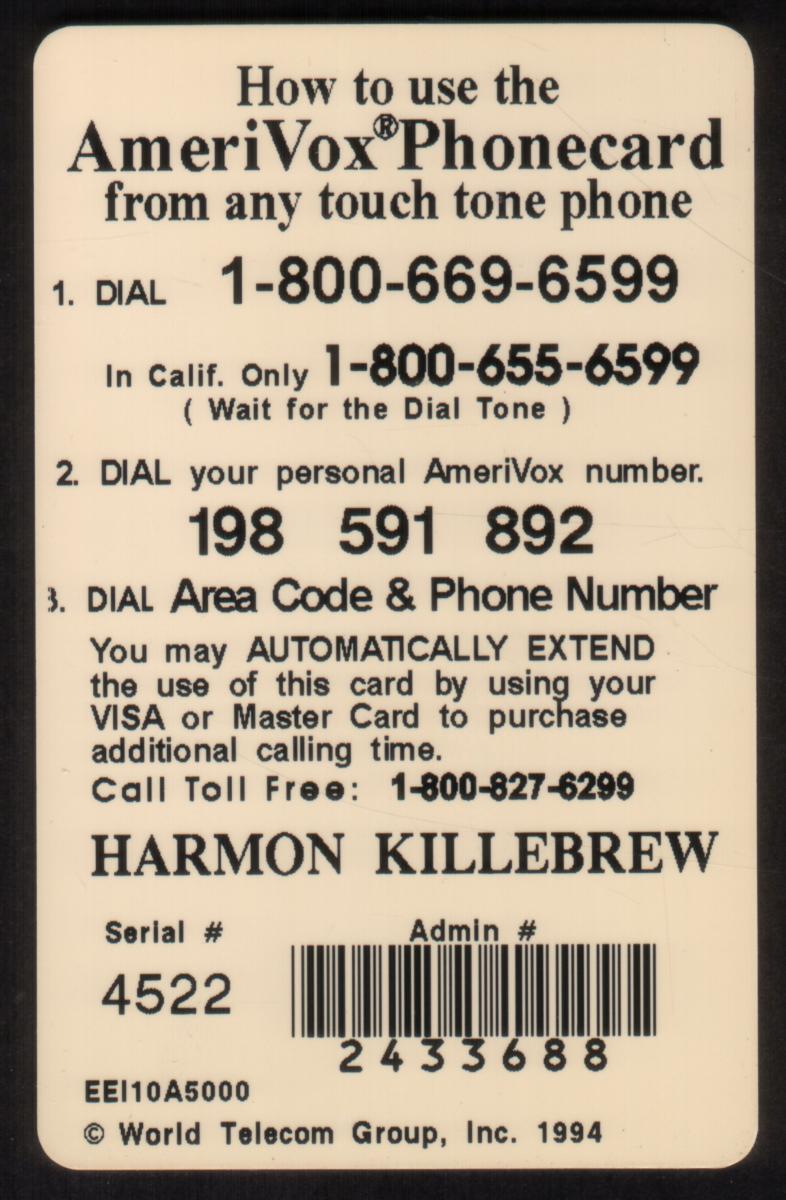 How to use the
AmeriVox®Phonecard
from any touch tone phone
1. DIAL 1-800-669-6599
In Calif. Only 1-800-655-6599
( Wait for the Dial Tone )
2. DIAL your personal AmeriVox number.
198 591 892
3. DIAL Area Code & Phone Number
You may AUTOMATICALLY EXTEND
the use of this card by using your
VISA or Master Card to purchase
additional calling time.
Call Toll Free: 1-800-827-6299
HARMON KILLEBREW
Serial # Admin #
4522
2433688
EEI10A5000
© World Telecom Group, Inc. 1994